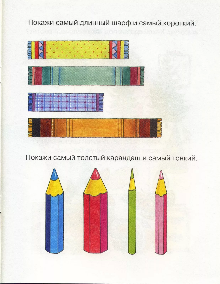 Покажи самый длинный шарф и самый короткий.
Покажи самый толстый карандаш и самый тонкий.